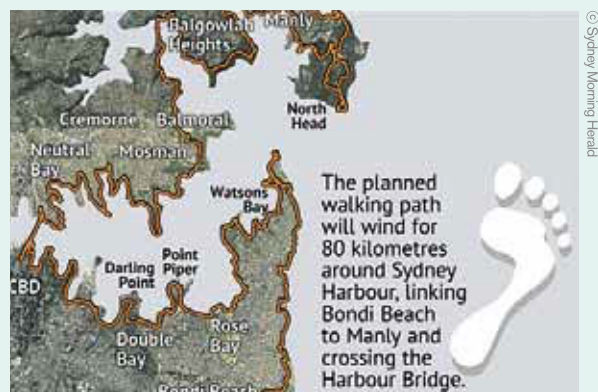 Balgowlah
Heights
Manly
North
Head
Cremorne
Balmoral
Neutral
Bay
Mosman
Watsons
Bay
Point
Piper
Darling
Point
CBD
Double
Bay
Rose
Bay
Bondi Beach
The planned
walking path
will wind for
80 kilometres
around Sydney
Harbour, linking
Bondi Beach
to Manly and
crossing the
Harbour Bridge.
© Sydney Morning Herald